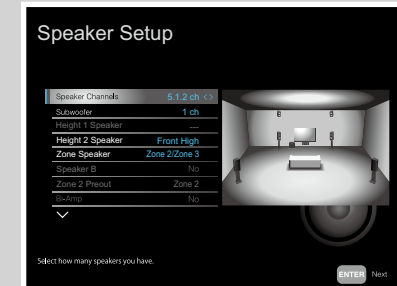 Speaker Setup
Speaker Channels 5.1.2 ch <>
Subwoofer 1 ch
Height 1 Speaker ---
Height 2 Speaker Front High
Zone Speaker Zone 2/Zone 3
Speaker B No
Zone 2 Preout Zone 2
Bi-Amp No
Select how many speakers you have.
ENTER Next